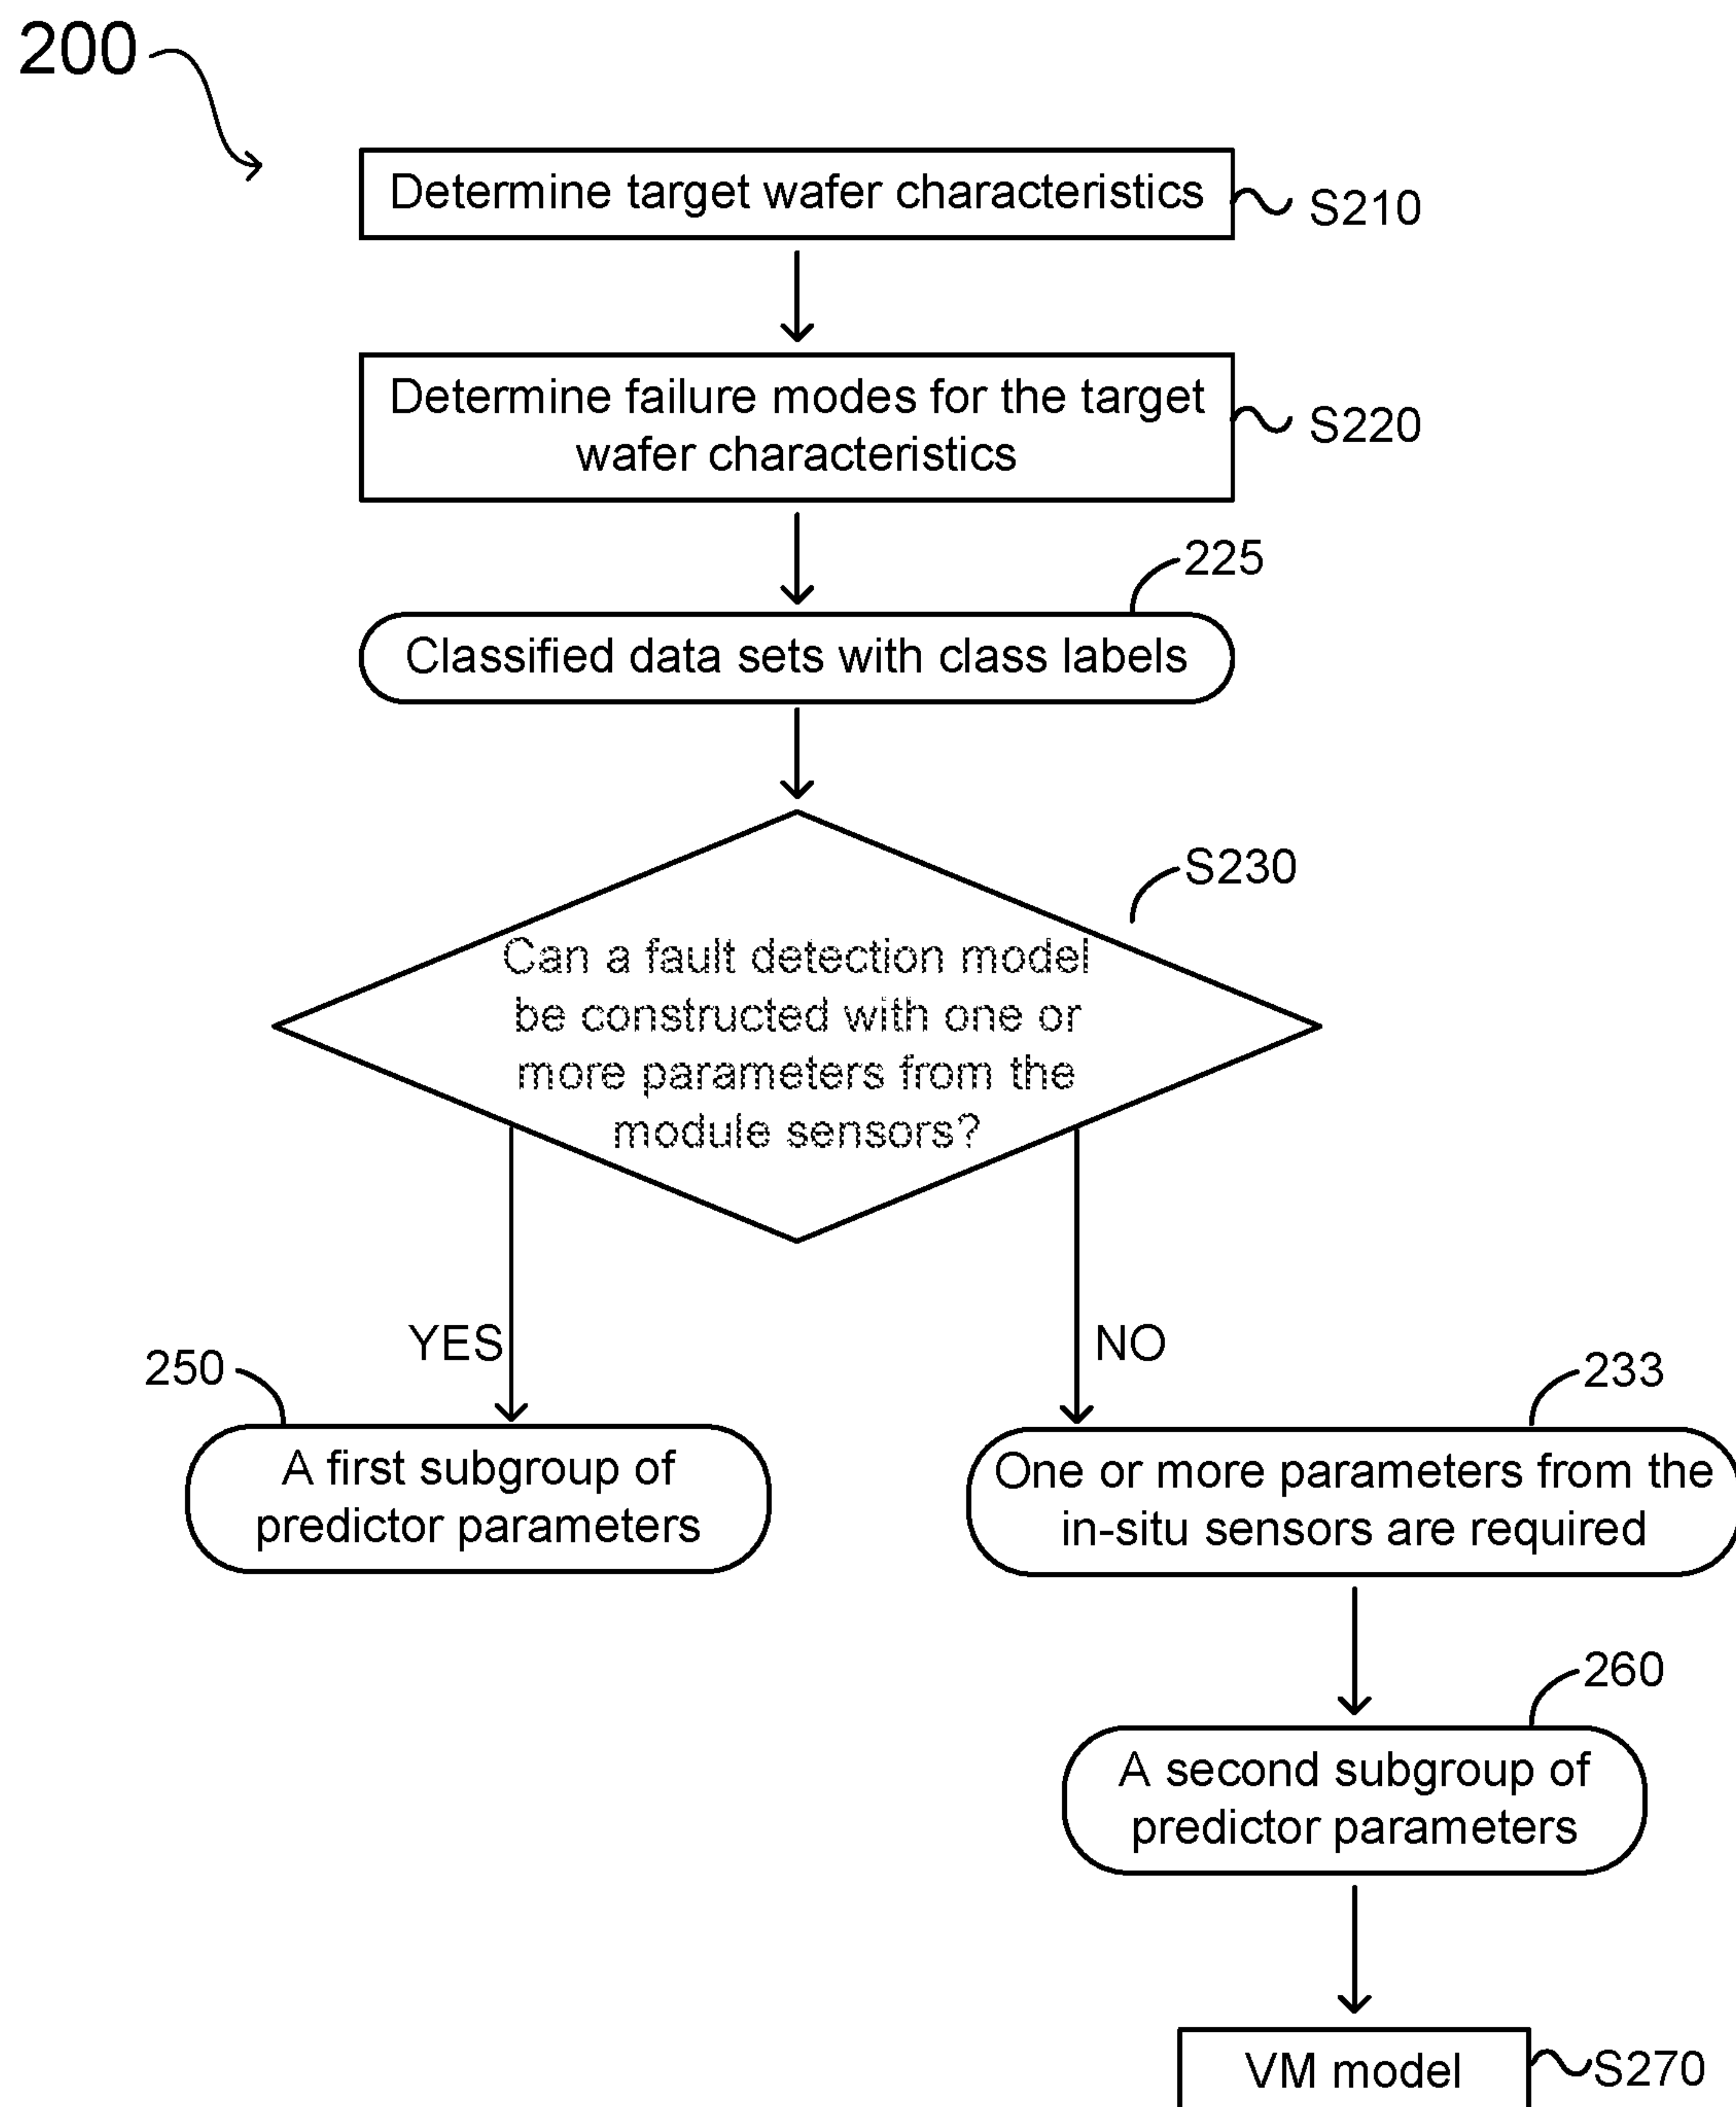 200
Determine target wafer characteristics
S210
Determine failure modes for the target
wafer characteristics
S220
225
Classified data sets with class labels
S230
Can a fault detection model
be constructed with one or
more parameters from the
module sensors?
YES
NO
250
233
A first subgroup of
predictor parameters
One or more parameters from the
in-situ sensors are required
260
A second subgroup of
predictor parameters
VM model
S270